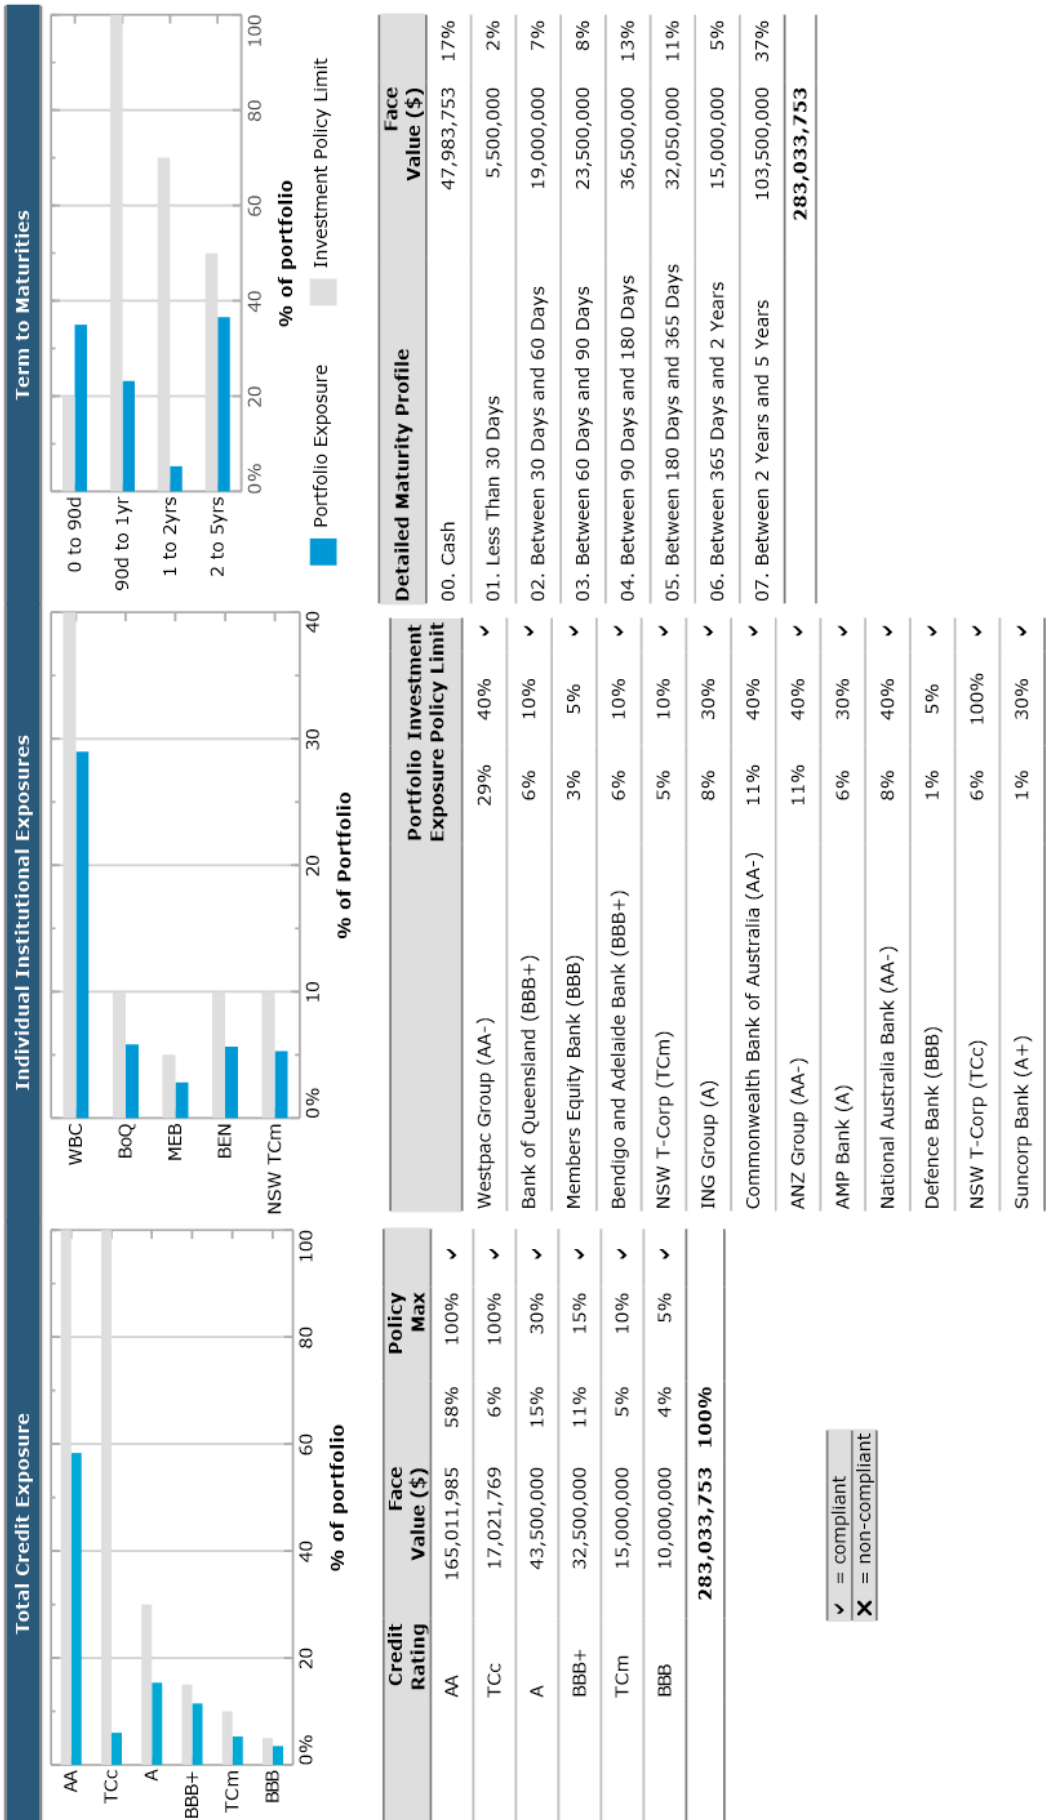 Total Credit Exposure
AA
TCc
A
BBB+
TCm
BBB
0% 20 40 60 80 100
% of portfolio
Credit Rating Face Value ($) Policy Max
AA 165,011,985 58% 100% ✔
TCc 17,021,769 6% 100% ✔
A 43,500,000 15% 30% ✔
BBB+ 32,500,000 11% 15% ✔
TCm 15,000,000 5% 10% ✔
BBB 10,000,000 4% 5% ✔
283,033,753 100%
✔ = compliant
✘ = non-compliant
Individual Institutional Exposures
WBC
BoQ
MEB
BEN
NSW TCm
0% 10 20 30 40
% of Portfolio
Portfolio Investment
Exposure Policy Limit
Westpac Group (AA-) 29% 40% ✔
Bank of Queensland (BBB+) 6% 10% ✔
Members Equity Bank (BBB) 3% 5% ✔
Bendigo and Adelaide Bank (BBB+) 6% 10% ✔
NSW T-Corp (TCm) 5% 10% ✔
ING Group (A) 8% 30% ✔
Commonwealth Bank of Australia (AA-) 11% 40% ✔
ANZ Group (AA-) 11% 40% ✔
AMP Bank (A) 6% 30% ✔
National Australia Bank (AA-) 8% 40% ✔
Defence Bank (BBB) 1% 5% ✔
NSW T-Corp (TCc) 6% 100% ✔
Suncorp Bank (A+) 1% 30% ✔
Term to Maturities
0 to 90d
90d to 1yr
1 to 2yrs
2 to 5yrs
0% 20 40 60 80 100
% of portfolio
Portfolio Exposure Investment Policy Limit
Detailed Maturity Profile Face Value ($)
00. Cash 47,983,753 17%
01. Less Than 30 Days 5,500,000 2%
02. Between 30 Days and 60 Days 19,000,000 7%
03. Between 60 Days and 90 Days 23,500,000 8%
04. Between 90 Days and 180 Days 36,500,000 13%
05. Between 180 Days and 365 Days 32,050,000 11%
06. Between 365 Days and 2 Years 15,000,000 5%
07. Between 2 Years and 5 Years 103,500,000 37%
283,033,753